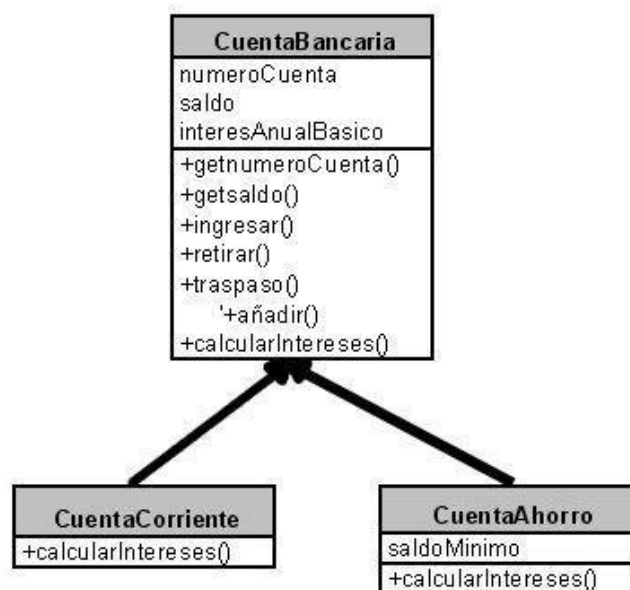 CuentaBancaria
numeroCuenta
saldo
interesAnualBasico
+getnumeroCuenta()
+getsaldo()
+ingresar()
+retirar()
+traspaso()
'+añadir()
+calcularIntereses()
CuentaCorriente
+calcularIntereses()
CuentaAhorro
saldoMinimo
+calcularIntereses()